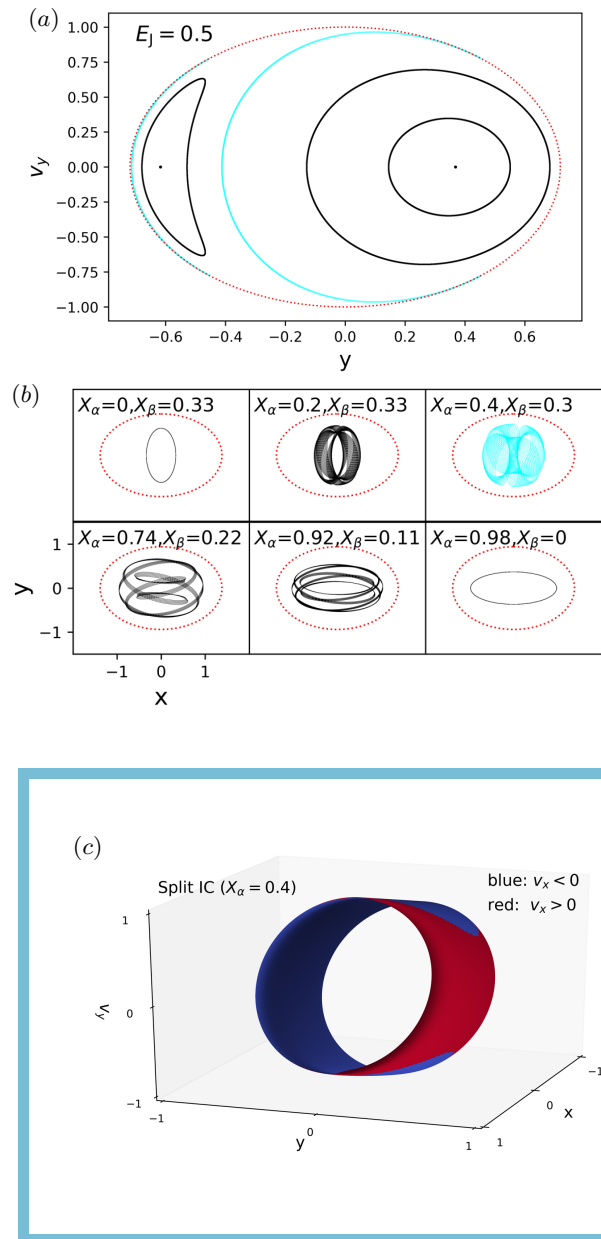 (a)
E_J = 0.5
1.00
0.75
0.50
0.25
0.00
−0.25
−0.50
−0.75
−1.00
v_y
−0.6
−0.4
−0.2
0.0
0.2
0.4
0.6
y
(b)
X_α=0,X_β=0.33
X_α=0.2,X_β=0.33
X_α=0.4,X_β=0.3
X_α=0.74,X_β=0.22
X_α=0.92,X_β=0.11
X_α=0.98,X_β=0
1
0
−1
y
−1
0
1
x
(c)
Split IC (X_α = 0.4)
blue: v_x < 0
red: v_x > 0
1
0
−1
v_y
−1
0
1
y
−1
0
1
x